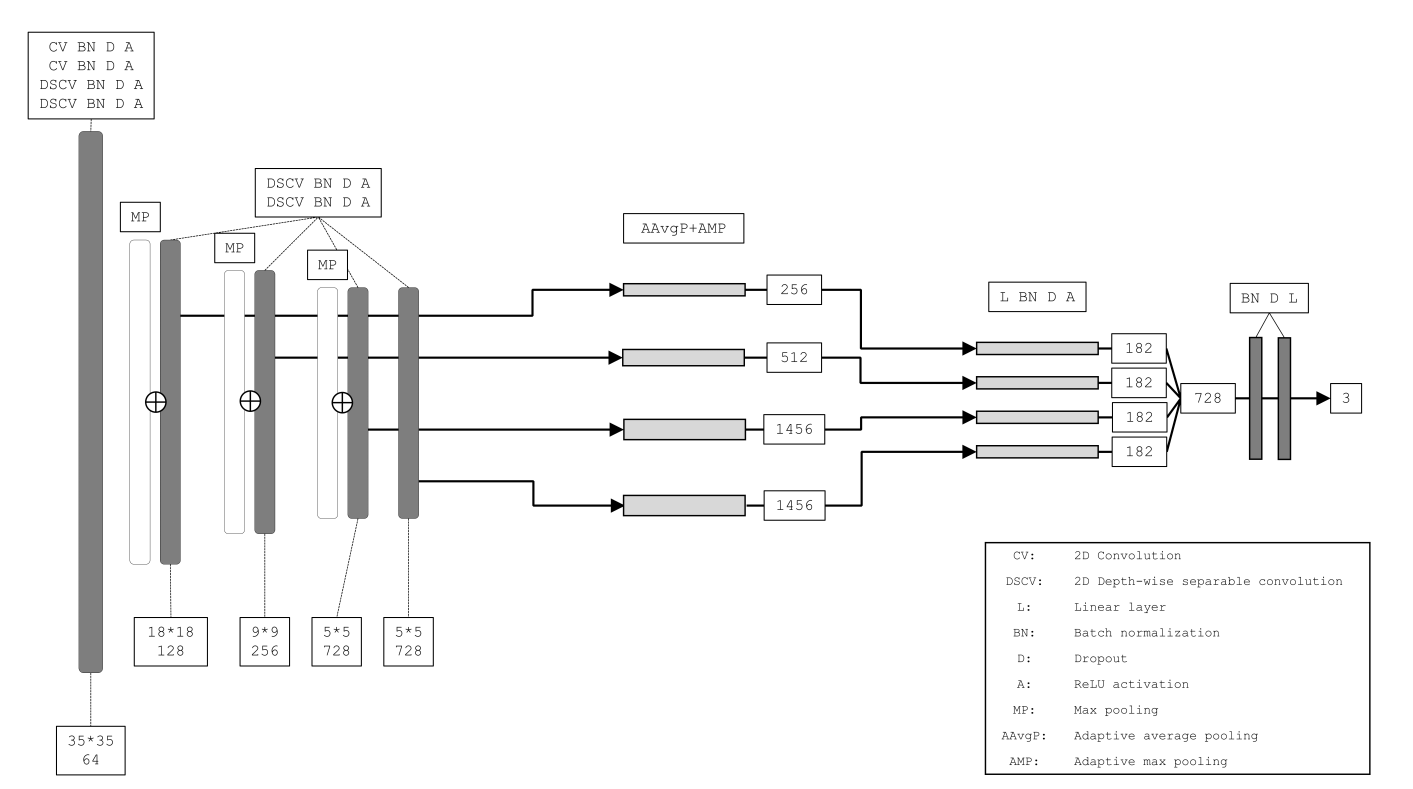 CV BN D A
CV BN D A
DSCV BN D A
DSCV BN D A
DSCV BN D A
DSCV BN D A
MP
MP
MP
AAvgP+AMP
256
512
1456
1456
L BN D A
182
182
182
182
728
BN D L
3
18*18
128
9*9
256
5*5
728
5*5
728
35*35
64
CV: 2D Convolution
DSCV: 2D Depth-wise separable convolution
L: Linear layer
BN: Batch normalization
D: Dropout
A: ReLU activation
MP: Max pooling
AAvgP: Adaptive average pooling
AMP: Adaptive max pooling